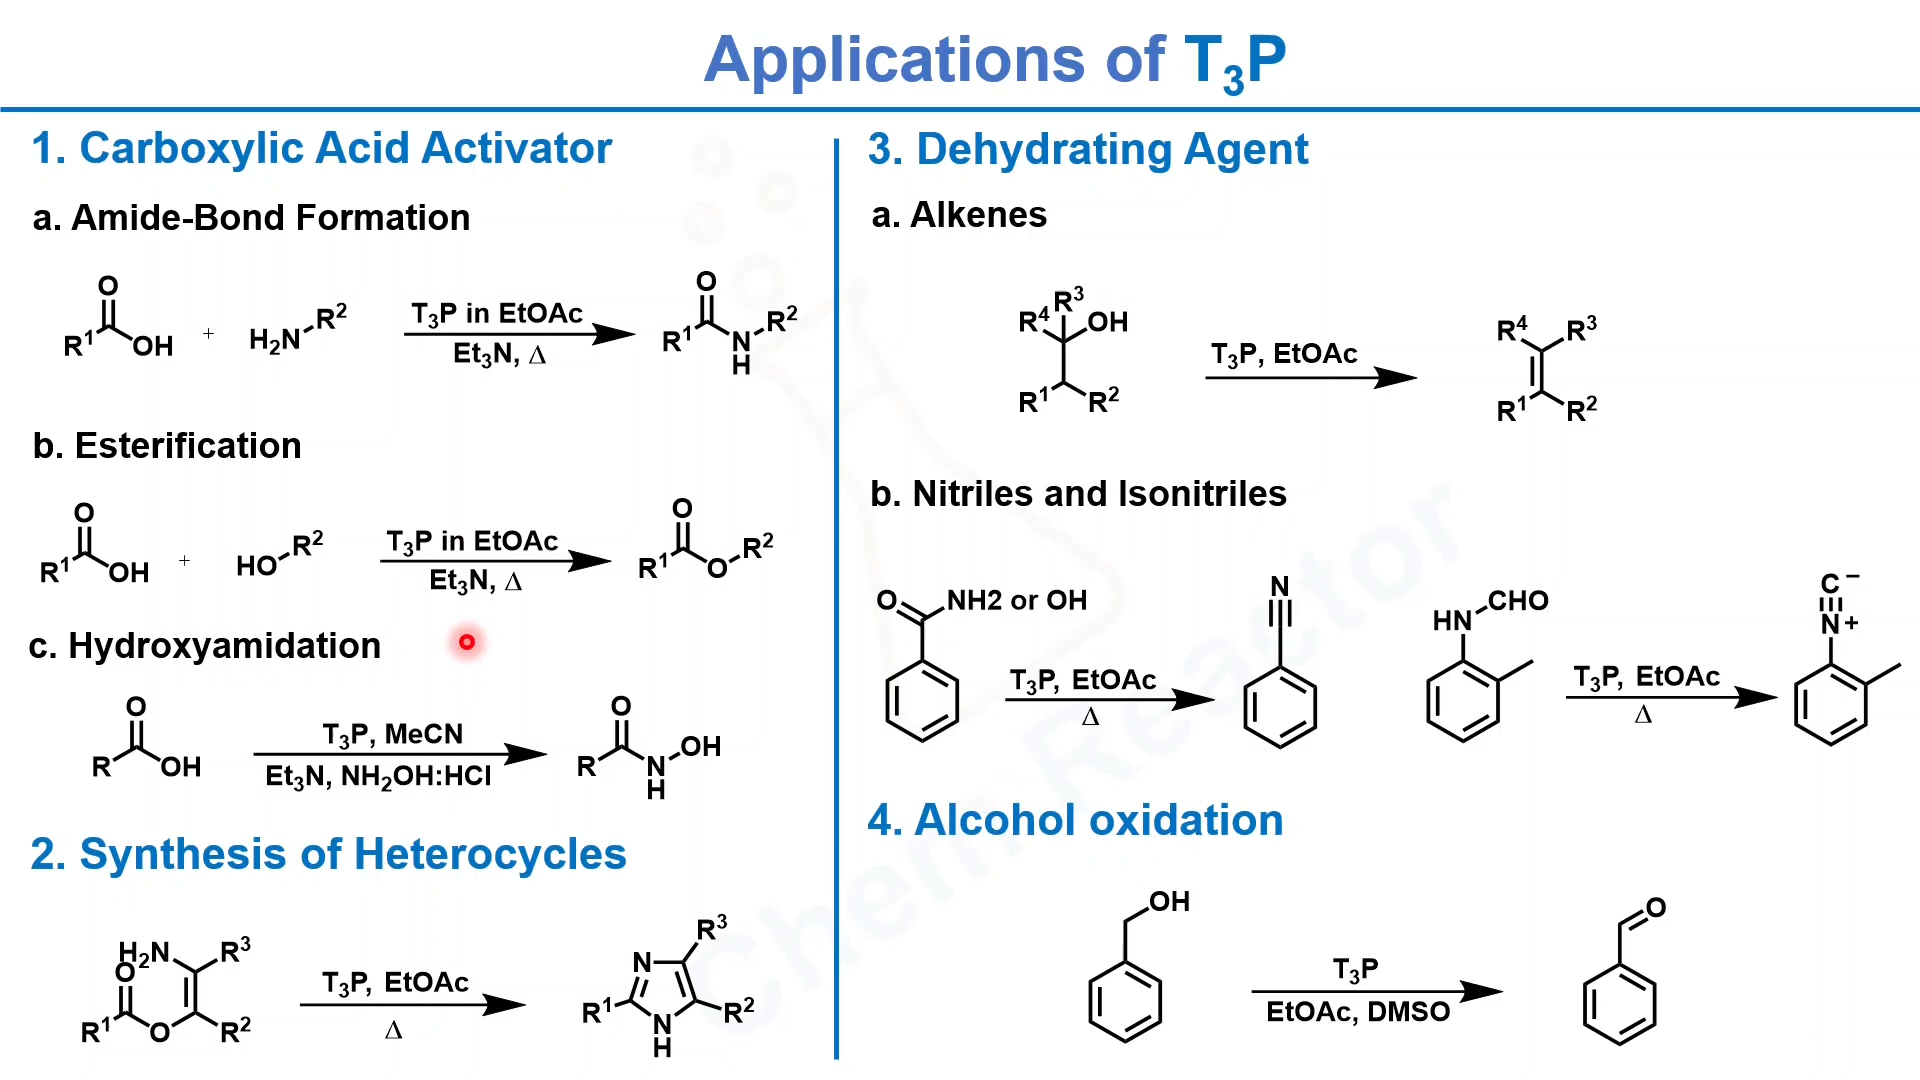 Applications of T₃P
1. Carboxylic Acid Activator
a. Amide-Bond Formation
O
R¹ OH + H₂N R²
T₃P in EtOAc
Et₃N, Δ
O
R¹ N R²
H
b. Esterification
O
R¹ OH + HO R²
T₃P in EtOAc
Et₃N, Δ
O
R¹ O R²
c. Hydroxyamidation
O
R OH
T₃P, MeCN
Et₃N, NH₂OH:HCl
O
R N OH
H
2. Synthesis of Heterocycles
H₂N R³
O
R¹ O R²
T₃P, EtOAc
Δ
R³
N
R¹ N R²
H
3. Dehydrating Agent
a. Alkenes
R³
R⁴ OH
R¹ R²
T₃P, EtOAc
R⁴ R³
R¹ R²
b. Nitriles and Isonitriles
O NH2 or OH
T₃P, EtOAc
Δ
N
CHO
HN
T₃P, EtOAc
Δ
C⁻
N⁺
4. Alcohol oxidation
OH
T₃P
EtOAc, DMSO
O
Chem Reactor